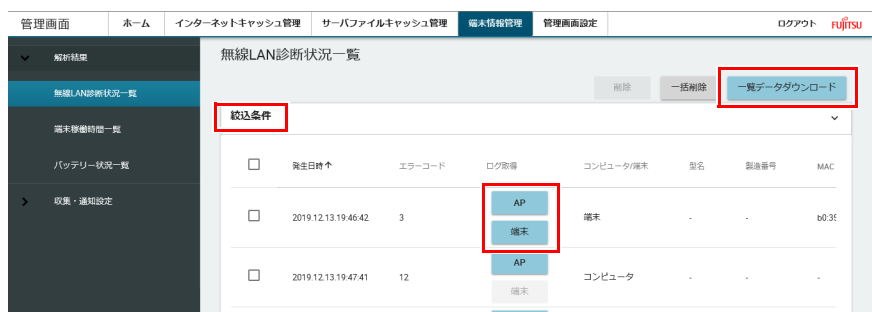 管理画面 ホーム インターネットキャッシュ管理 サーバファイルキャッシュ管理 端末情報管理 管理画面設定 ログアウト FUJITSU
解析結果
無線LAN診断状況一覧
端末稼働時間一覧
バッテリー状況一覧
収集・通知設定
無線LAN診断状況一覧
削除 一括削除 一覧データダウンロード
絞込条件
発生日時↑ エラーコード ログ取得 コンピュータ/端末 型名 製造番号 MAC
2019.12.13.19:46:42 3 AP 端末 端末 - - b0:35
2019.12.13.19:47:41 12 AP 端末 コンピュータ - - -